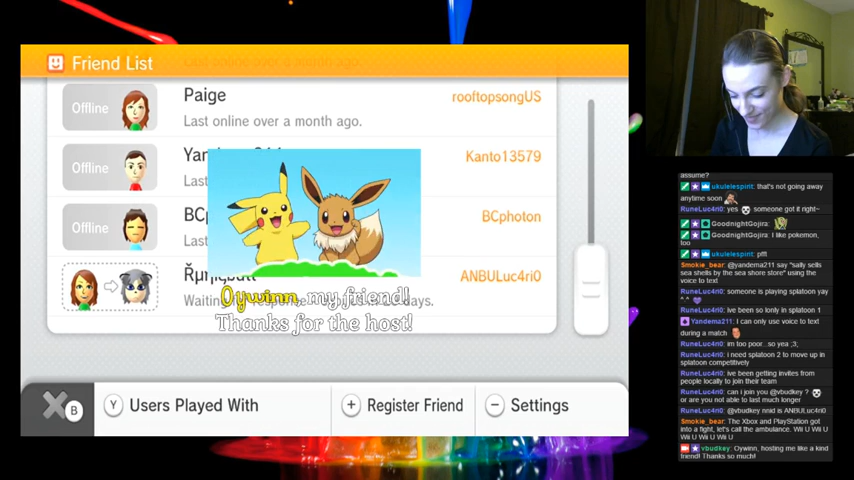 Last online over a month ago.
Friend List
Paige
rooftopsongUS
Offline
Last online over a month ago.
Kanto13579
Offline
BCphoton
Offline
ANBULuc4ri0
Oywinn, my friend!
Thanks for the host!
days.
B
Y Users Played With
+ Register Friend
− Settings
assume?
ukulelespirit: that's not going away
anytime soon
RuneLuc4ri0: yes someone got it right~
GoodnightGojira:
GoodnightGojira: I like pokemon,
too
ukulelespirit: pfff
Smokie_bear: @yandema211 say "sally sells
sea shells by the sea shore store" using the
voice to text
RuneLuc4ri0: someone is playing splatoon yay
^.^
RuneLuc4ri0: ive been so lonly in splatoon 1
Yandema211: I can only use voice to text
during a match
RuneLuc4ri0: im too poor...so yea ;3;
RuneLuc4ri0: i need splatoon 2 to move up in
splatoon competitively
RuneLuc4ri0: ive been getting invites from
people locally to join their team
RuneLuc4ri0: can i join you @vbudkey ?
or are you not able to last much longer
RuneLuc4ri0: @vbudkey nnid is ANBULuc4ri0
Smokie_bear: The Xbox and PlayStation got
into a fight, let's call the ambulance. Wii U Wii U
Wii U Wii U
vbudkey: Oywinn, hosting me like a kind
friend! Thanks so much!